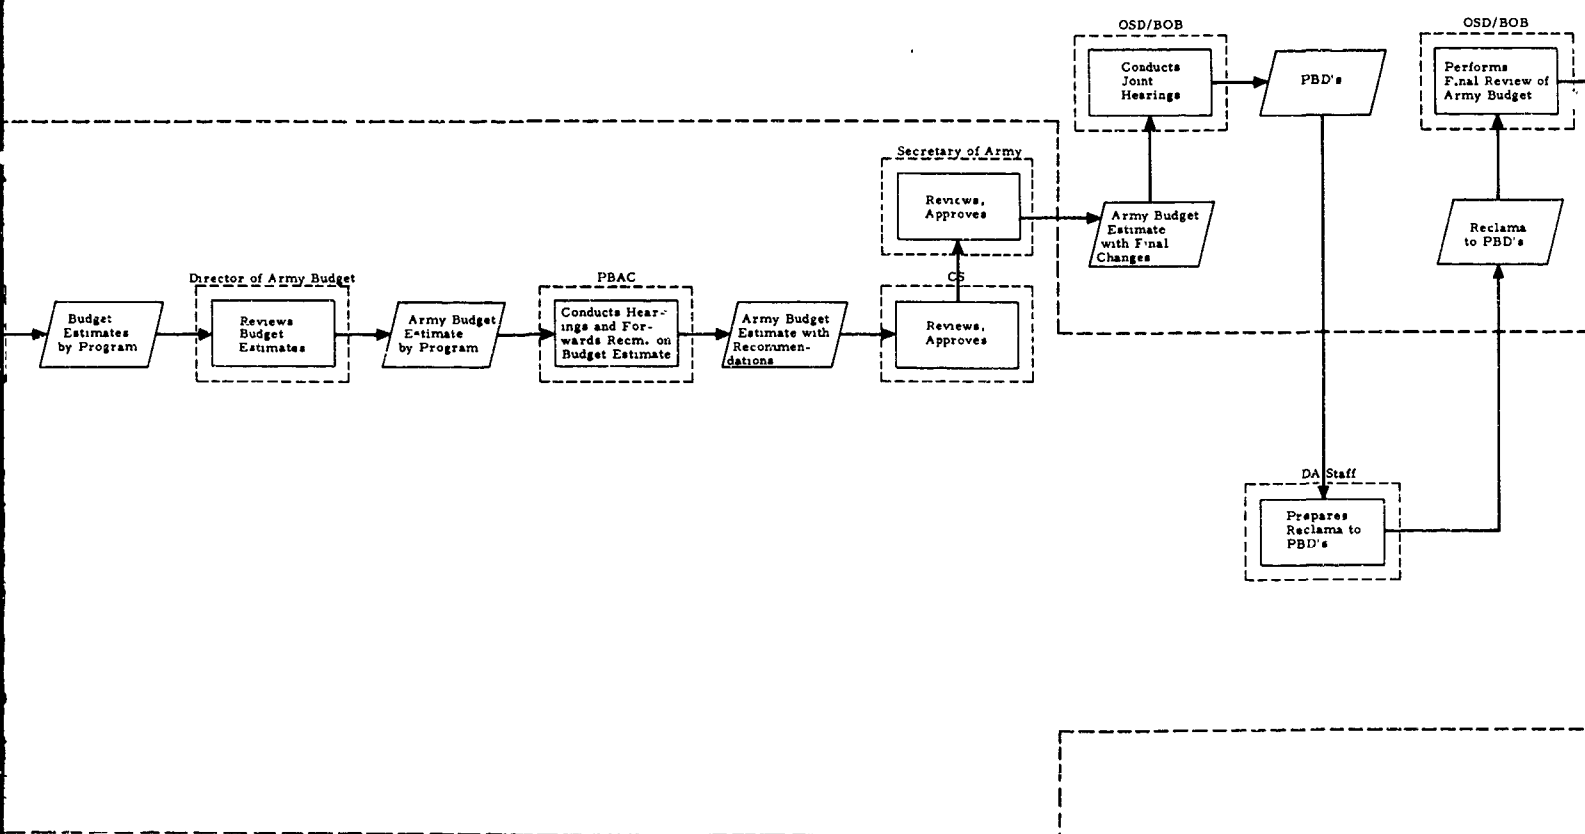 OSD/BOB
Conducts
Joint
Hearings
PBD's
OSD/BOB
Performs
Final Review of
Army Budget
Secretary of Army
Reviews,
Approves
Army Budget
Estimate
with Final
Changes
Reclama
to PBD's
Budget
Estimates
by Program
Director of Army Budget
Reviews
Budget
Estimates
Army Budget
Estimate
by Program
PBAC
Conducts Hear-
ings and For-
wards Recm. on
Budget Estimate
Army Budget
Estimate with
Recommen-
dations
CS
Reviews,
Approves
DA Staff
Prepares
Reclama to
PBD's